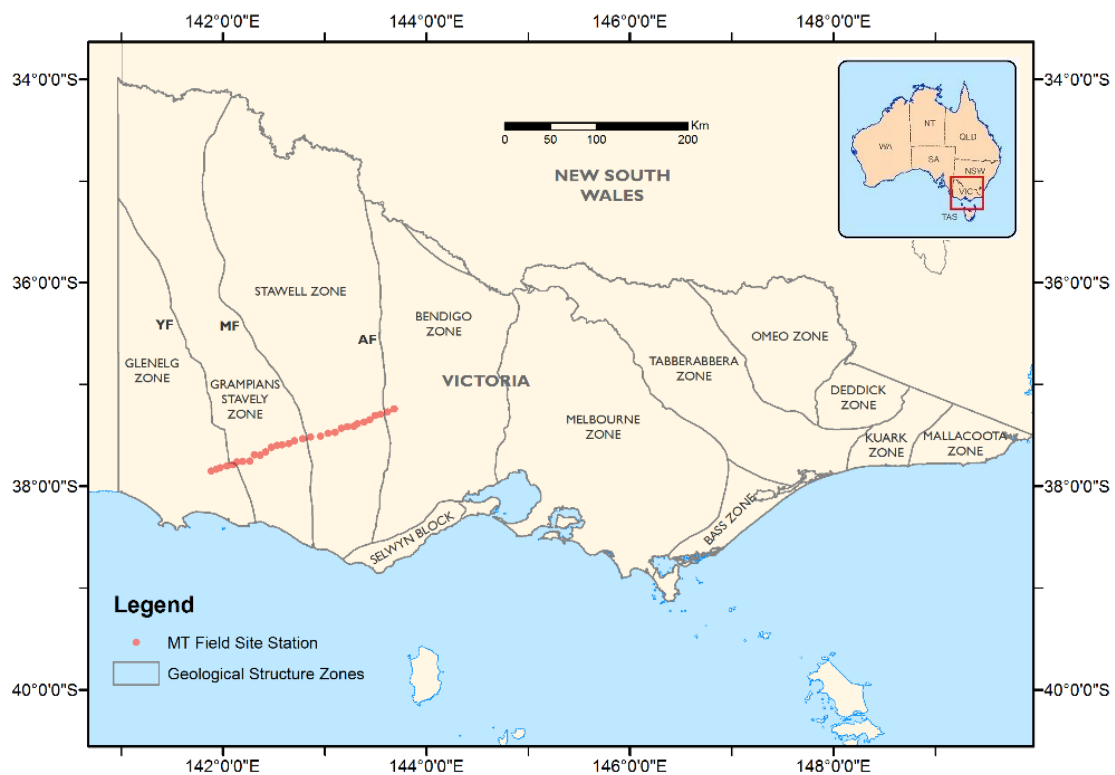 142°0'0"E
144°0'0"E
146°0'0"E
148°0'0"E
34°0'0"S
34°0'0"S
Km
0
50
100
200
NEW SOUTH
WALES
NT
QLD
WA
SA
NSW
VIC
TAS
36°0'0"S
36°0'0"S
STAWELL ZONE
BENDIGO
ZONE
YF
MF
AF
OMEO ZONE
GLENELG
ZONE
TABBERABBERA
ZONE
GRAMPIANS
STAVELY
ZONE
VICTORIA
DEDDICK
ZONE
MELBOURNE
ZONE
KUARK
ZONE
MALLACOOTA
ZONE
38°0'0"S
38°0'0"S
SELWYN BLOCK
BASS ZONE
Legend
MT Field Site Station
Geological Structure Zones
40°0'0"S
40°0'0"S
142°0'0"E
144°0'0"E
146°0'0"E
148°0'0"E